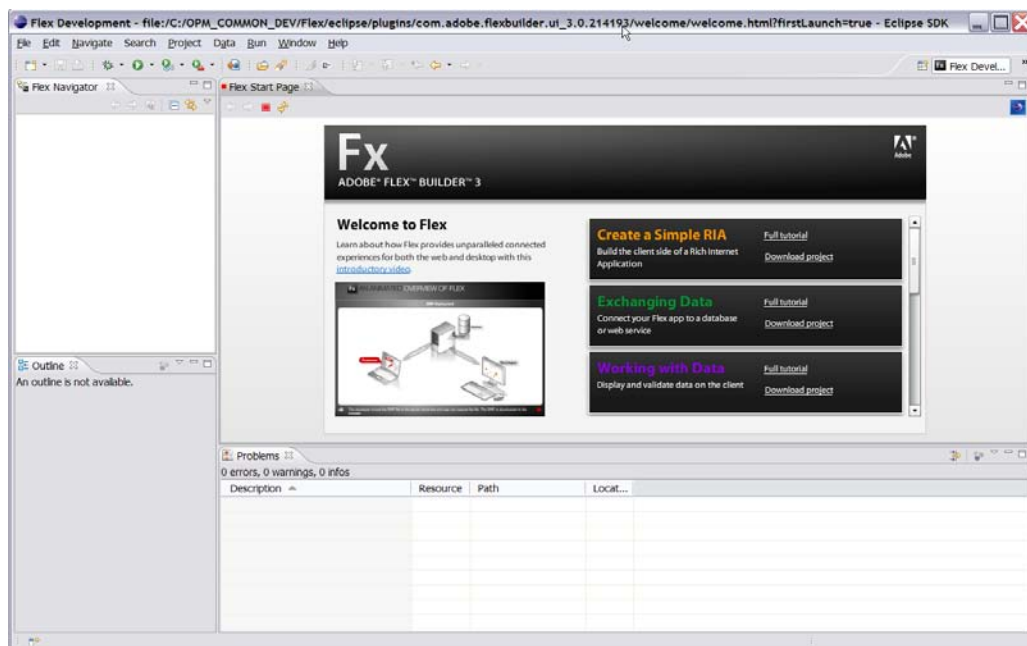 Flex Development - file:/C:/OPM_COMMON_DEV/Flex/eclipse/plugins/com.adobe.flexbuilder.ui_3.0.214193/welcome/welcome.html?firstLaunch=true - Eclipse SDK
File Edit Navigate Search Project Data Run Window Help
Flex Devel...
Flex Navigator
Flex Start Page
Fx
ADOBE® FLEX™ BUILDER™ 3
Adobe
Welcome to Flex
Learn about how Flex provides unparalleled connected
experiences for both the web and desktop with this
introductory video.
AN ANIMATED OVERVIEW OF FLEX
Create a Simple RIA
Build the client side of a Rich Internet
Application
Full tutorial
Download project
Exchanging Data
Connect your Flex app to a database
or web service
Full tutorial
Download project
Working with Data
Display and validate data on the client
Full tutorial
Download project
Outline
An outline is not available.
Problems
0 errors, 0 warnings, 0 infos
Description Resource Path Locat...